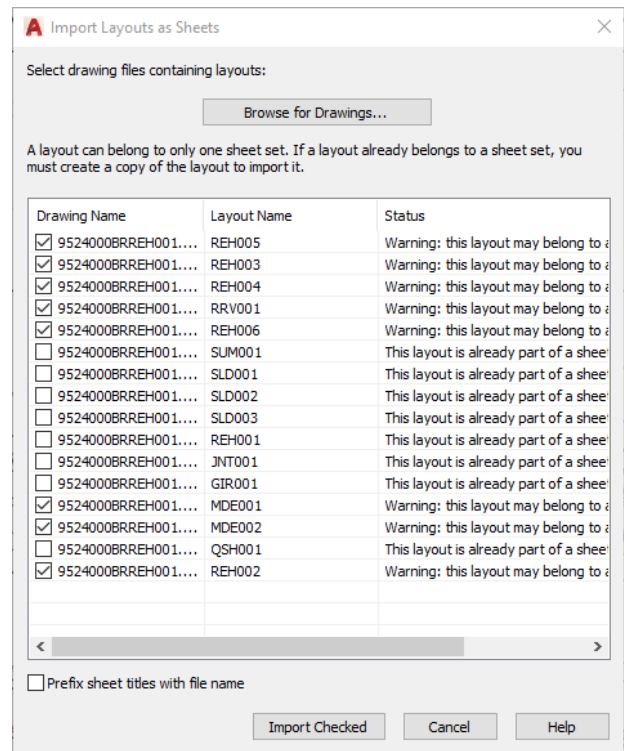 A Import Layouts as Sheets
Select drawing files containing layouts:
Browse for Drawings...
A layout can belong to only one sheet set. If a layout already belongs to a sheet set, you
must create a copy of the layout to import it.
Drawing Name Layout Name Status
9524000BRREH001.... REH005 Warning: this layout may belong to a
9524000BRREH001.... REH003 Warning: this layout may belong to a
9524000BRREH001.... REH004 Warning: this layout may belong to a
9524000BRREH001.... RRV001 Warning: this layout may belong to a
9524000BRREH001.... REH006 Warning: this layout may belong to a
9524000BRREH001.... SUM001 This layout is already part of a shee
9524000BRREH001.... SLD001 This layout is already part of a shee
9524000BRREH001.... SLD002 This layout is already part of a shee
9524000BRREH001.... SLD003 This layout is already part of a shee
9524000BRREH001.... REH001 This layout is already part of a shee
9524000BRREH001.... JNT001 This layout is already part of a shee
9524000BRREH001.... GIR001 This layout is already part of a shee
9524000BRREH001.... MDE001 Warning: this layout may belong to a
9524000BRREH001.... MDE002 Warning: this layout may belong to a
9524000BRREH001.... QSH001 This layout is already part of a shee
9524000BRREH001.... REH002 Warning: this layout may belong to a
Prefix sheet titles with file name
Import Checked Cancel Help